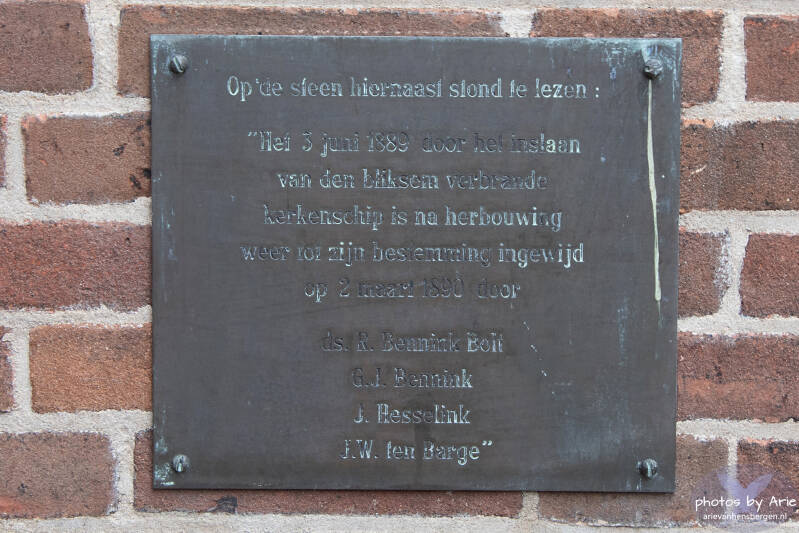 Op de steen hiernaast stond te lezen :
"Het 3 juni 1889 door het inslaan
van den bliksem verbrande
kerkenschip is na herbouwing
weer tot zijn bestemming ingewijd
op 2 maart 1890 door
ds. R. Bennink Bolt
G.J. Bennink
J. Hesselink
J.W. ten Barge"
photos by Arie
arievanhensbergen.nl